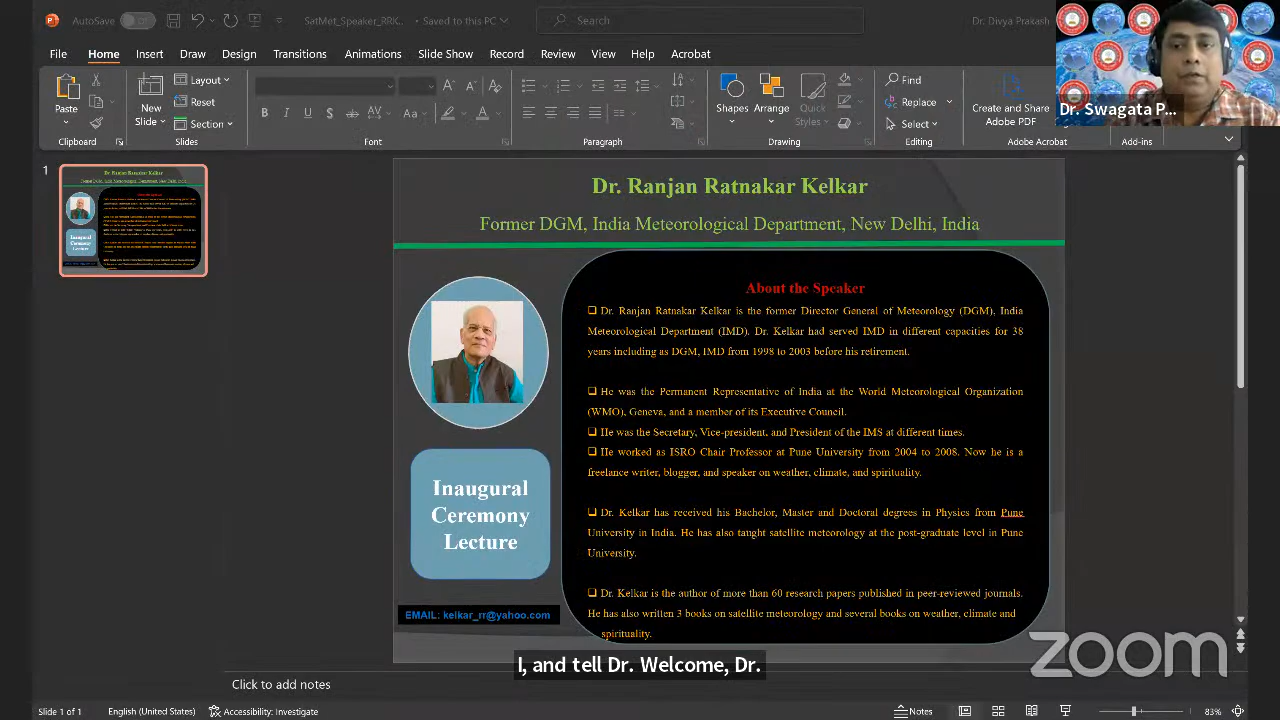 AutoSave
Off
SatMet_Speaker_RRK... • Saved to this PC
Search
Dr. Divya Prakash
File Home Insert Draw Design Transitions Animations Slide Show Record Review View Help Acrobat
Paste
New
Slide
Layout
Reset
Section
Shapes Arrange Quick
Styles
Find
Replace
Select
Create and Share
Adobe PDF
Clipboard Slides Font Paragraph Drawing Editing Adobe Acrobat Add-ins
Dr. Swagata P...
1
Dr. Ranjan Ratnakar Kelkar
Inaugural
Ceremony
Lecture
Dr. Ranjan Ratnakar Kelkar
India Meteorological Department, New Delhi, India
About the Speaker
❑ Dr. Ranjan Ratnakar Kelkar is the former Director General of Meteorology (DGM), India
Meteorological Department (IMD). Dr. Kelkar had served IMD in different capacities for 38
years including as DGM, IMD from 1998 to 2003 before his retirement.
❑ He was the Permanent Representative of India at the World Meteorological Organization
(WMO), Geneva, and a member of its Executive Council.
❑ He was the Secretary, Vice-president, and President of the IMS at different times.
❑ He worked as ISRO Chair Professor at Pune University from 2004 to 2008. Now he is a
freelance writer, blogger, and speaker on weather, climate, and spirituality.
❑ Dr. Kelkar has received his Bachelor, Master and Doctoral degrees in Physics from Pune
University in India. He has also taught satellite meteorology at the post-graduate level in Pune
University.
❑ Dr. Kelkar is the author of more than 60 research papers published in peer-reviewed journals.
He has also written 3 books on satellite meteorology and several books on weather, climate and
spirituality.
Inaugural
Ceremony
Lecture
EMAIL: kelkar_rr@yahoo.com
zoom
I, and tell Dr. Welcome, Dr.
Click to add notes
Slide 1 of 1 English (United States) Accessibility: Investigate Notes 83%